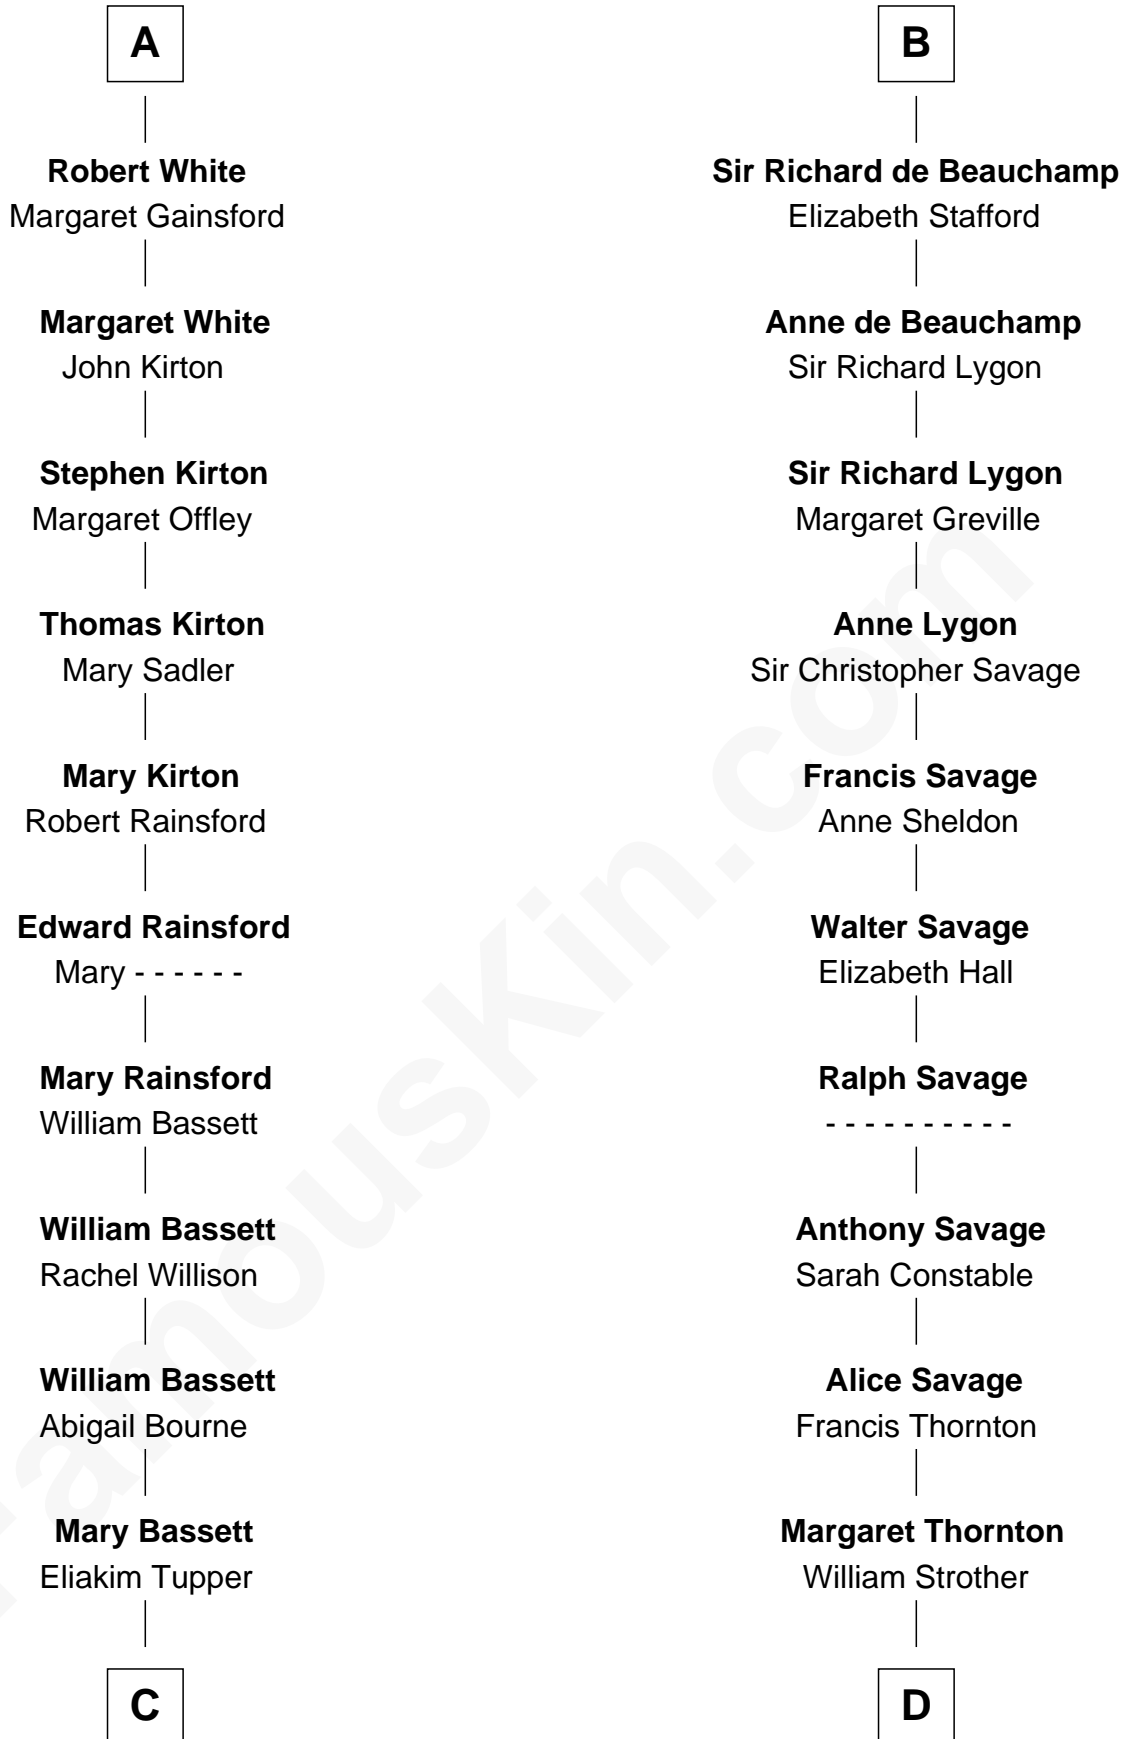 A
Robert White
Margaret Gainsford
Margaret White
John Kirton
Stephen Kirton
Margaret Offley
Thomas Kirton
Mary Sadler
Mary Kirton
Robert Rainsford
Edward Rainsford
Mary - - - - - -
Mary Rainsford
William Bassett
William Bassett
Rachel Willison
William Bassett
Abigail Bourne
Mary Bassett
Eliakim Tupper
C
B
Sir Richard de Beauchamp
Elizabeth Stafford
Anne de Beauchamp
Sir Richard Lygon
Sir Richard Lygon
Margaret Greville
Anne Lygon
Sir Christopher Savage
Francis Savage
Anne Sheldon
Walter Savage
Elizabeth Hall
Ralph Savage
- - - - - - - - - -
Anthony Savage
Sarah Constable
Alice Savage
Francis Thornton
Margaret Thornton
William Strother
D
FamousKin.com